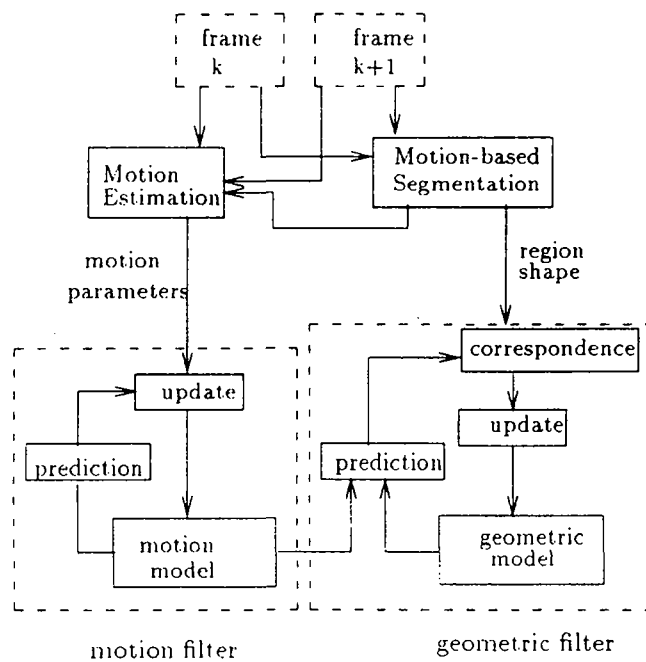 frame
k
frame
k+1
Motion
Estimation
Motion-based
Segmentation
motion
parameters
region
shape
correspondence
update
update
prediction
prediction
motion
model
geometric
model
motion filter
geometric filter